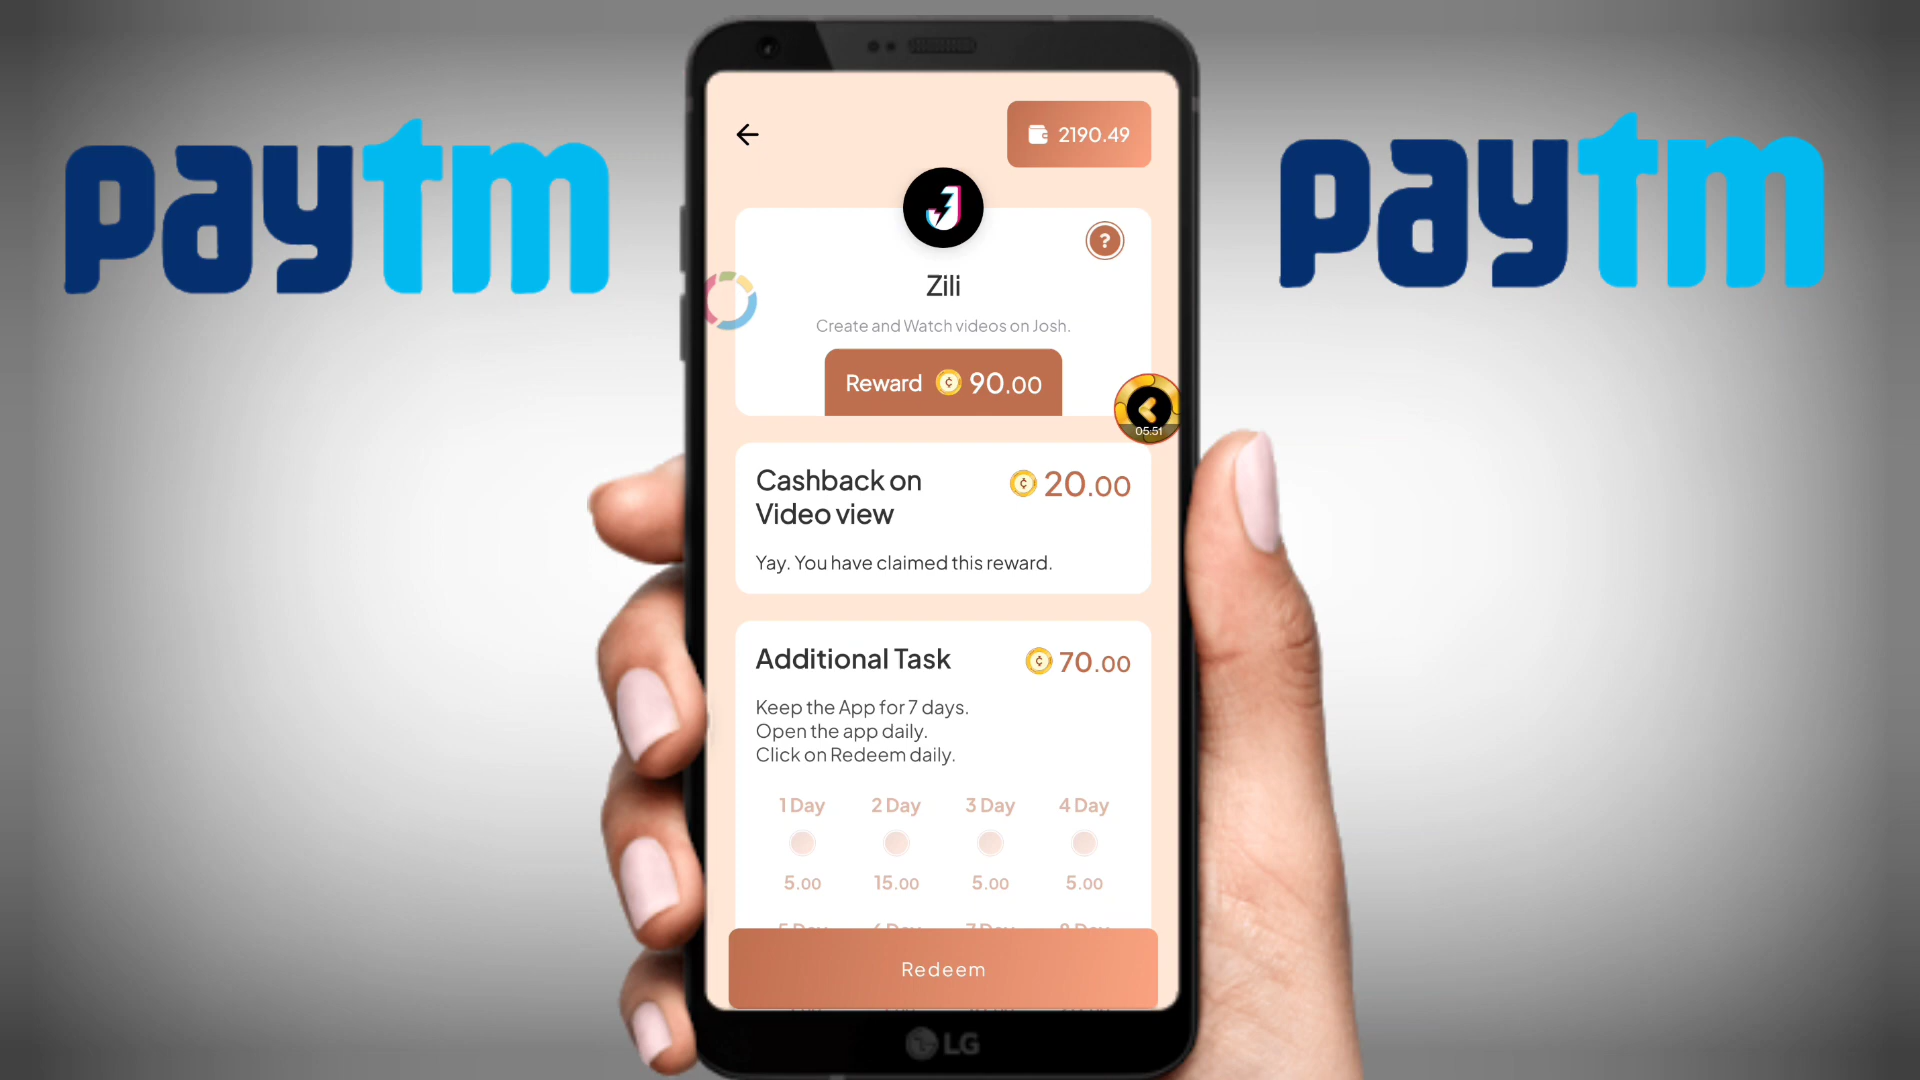 paytm
paytm
2190.49
?
Zili
Create and Watch videos on Josh.
Reward 90.00
05:51
Cashback on 20.00
Video view
Yay. You have claimed this reward.
Additional Task 70.00
Keep the App for 7 days.
Open the app daily.
Click on Redeem daily.
1 Day 2 Day 3 Day 4 Day
5.00 15.00 5.00 5.00
Redeem
LG